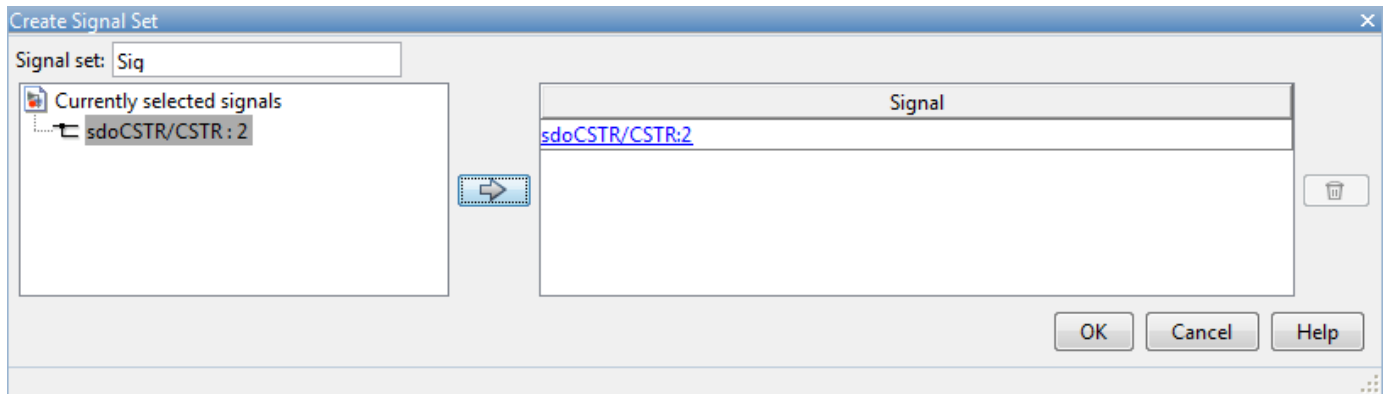 Create Signal Set
Signal set: Sig
Currently selected signals
sdoCSTR/CSTR : 2
Signal
sdoCSTR/CSTR:2
OK Cancel Help